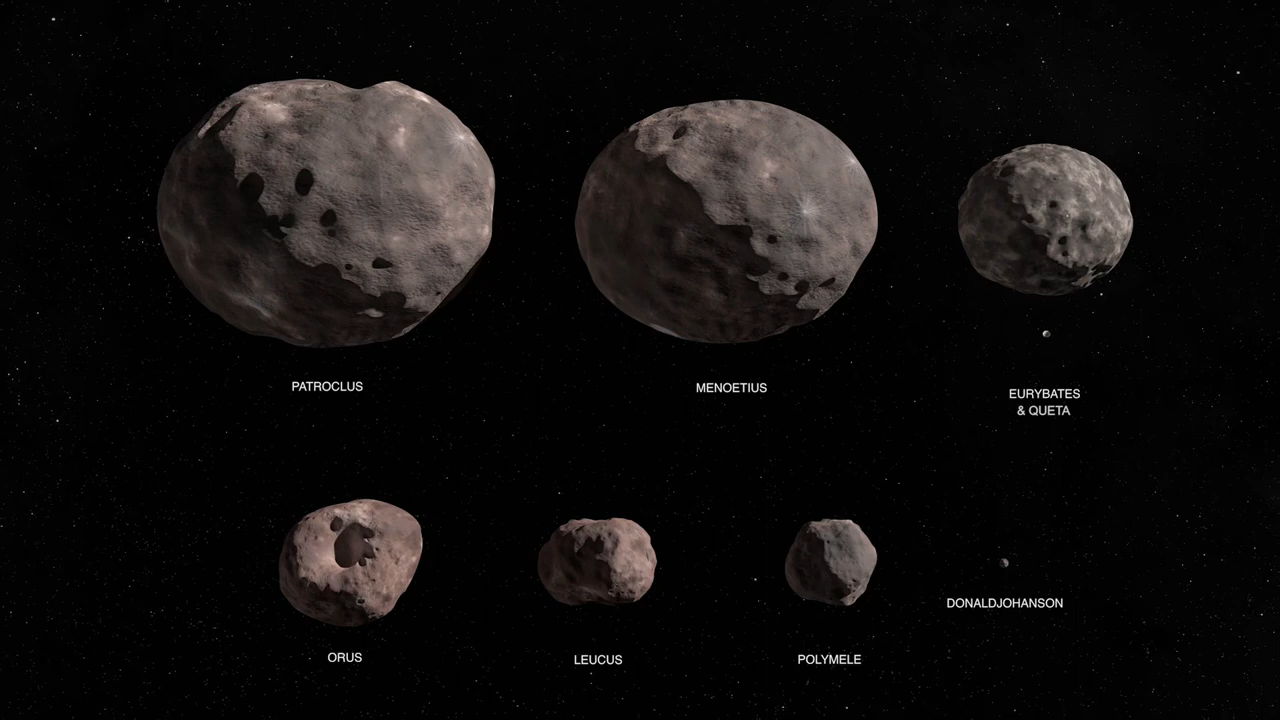 PATROCLUS
MENOETIUS
EURYBATES
& QUETA
ORUS
LEUCUS
POLYMELE
DONALDJOHANSON